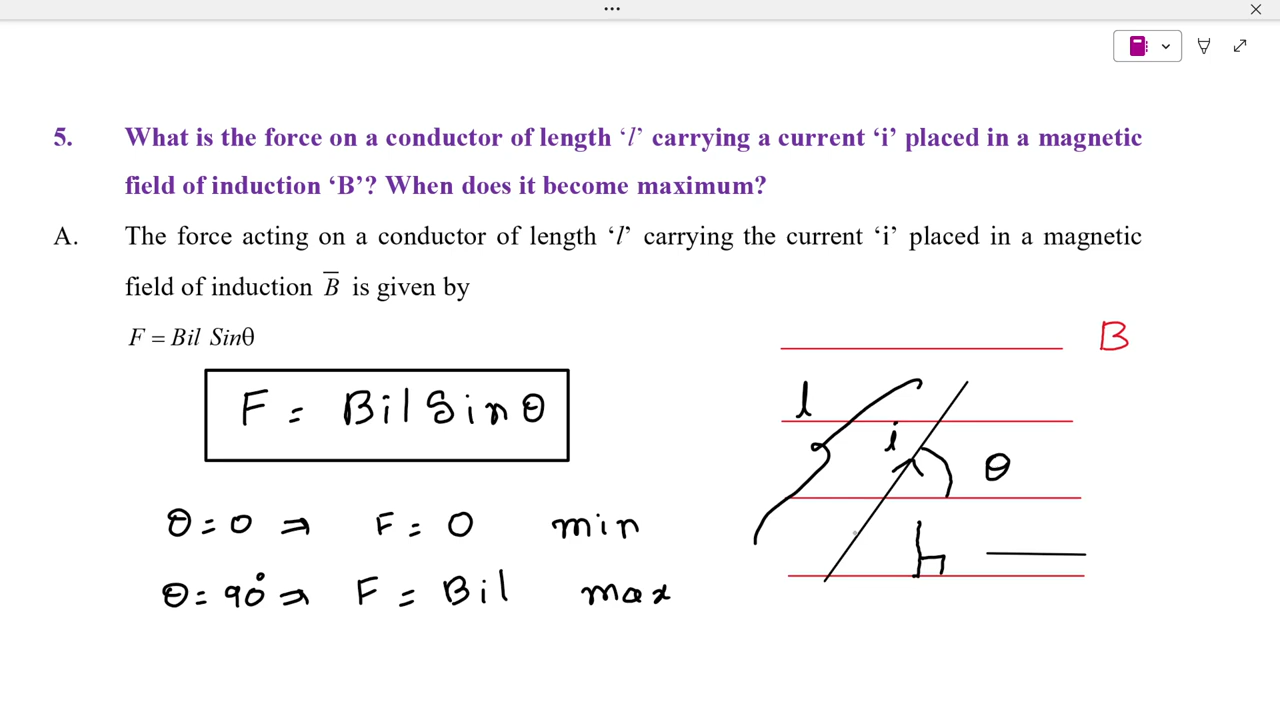 5. What is the force on a conductor of length ‘l’ carrying a current ‘i’ placed in a magnetic
field of induction ‘B’? When does it become maximum?
A. The force acting on a conductor of length ‘l’ carrying the current ‘i’ placed in a magnetic
field of induction B̅ is given by
F = Bil Sinθ
B
F = Bil Sin θ
l
i
θ
θ = 0 ⇒ F = 0 min
h
θ = 90° ⇒ F = Bil max